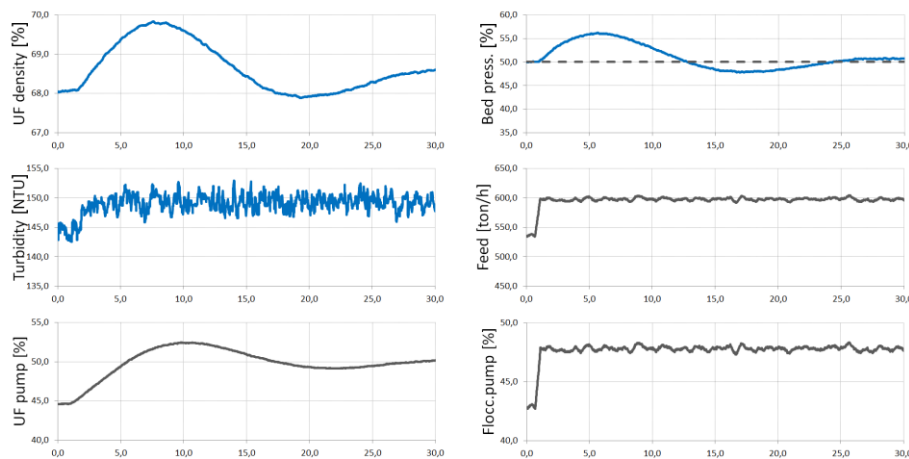 UF density [%]
70,0
69,0
68,0
67,0
0,0 5,0 10,0 15,0 20,0 25,0 30,0
Bed press. [%]
60,0
55,0
50,0
45,0
40,0
35,0
0,0 5,0 10,0 15,0 20,0 25,0 30,0
Turbidity [NTU]
155,0
150,0
145,0
140,0
135,0
0,0 5,0 10,0 15,0 20,0 25,0 30,0
Feed [ton/h]
650,0
600,0
550,0
500,0
450,0
0,0 5,0 10,0 15,0 20,0 25,0 30,0
UF pump [%]
55,0
50,0
45,0
40,0
0,0 5,0 10,0 15,0 20,0 25,0 30,0
Flocc.pump [%]
50,0
45,0
40,0
0,0 5,0 10,0 15,0 20,0 25,0 30,0